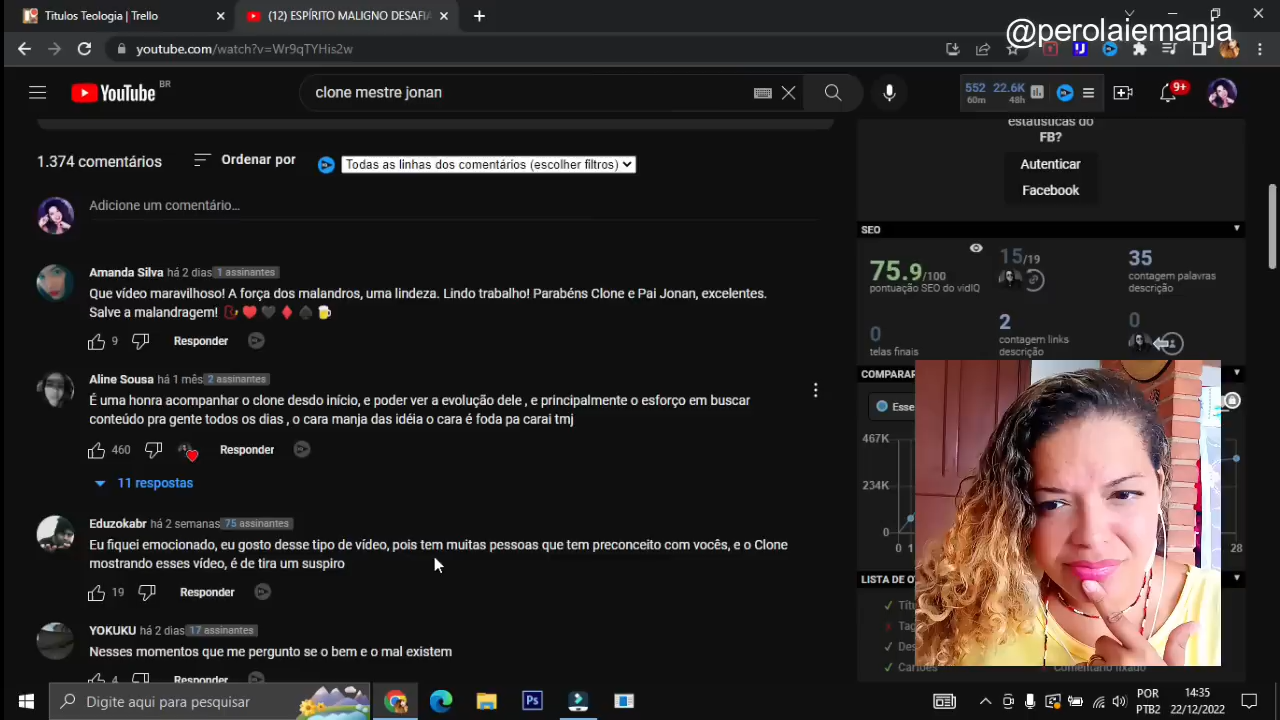 Titulos Teologia | Trello
(12) ESPÍRITO MALIGNO DESAFIA
@perolaiemanja
youtube.com/watch?v=Wr9qTYHis2w
YouTube BR
clone mestre jonan
552 60m 22.6K 48h
9+
1.374 comentários
Ordenar por
Todas as linhas dos comentários (escolher filtros)
Adicione um comentário...
Amanda Silva há 2 dias 1 assinantes
Que vídeo maravilhoso! A força dos malandros, uma lindeza. Lindo trabalho! Parabéns Clone e Pai Jonan, excelentes.
Salve a malandragem!
9 Responder
Aline Sousa há 1 mês 2 assinantes
É uma honra acompanhar o clone desdo início, e poder ver a evolução dele , e principalmente o esforço em buscar
conteúdo pra gente todos os dias , o cara manja das idéia o cara é foda pa carai tmj
460 Responder
11 respostas
Eduzokabr há 2 semanas 75 assinantes
Eu fiquei emocionado, eu gosto desse tipo de vídeo, pois tem muitas pessoas que tem preconceito com vocês, e o Clone
mostrando esses vídeo, é de tira um suspiro
19 Responder
YOKUKU há 2 dias 17 assinantes
Nesses momentos que me pergunto se o bem e o mal existem
4 Responder
estatísticas do
FB?
Autenticar
Facebook
SEO
75.9/100
pontuação SEO do vidIQ
15/19
35
contagem palavras
descrição
0
telas finais
2
contagem links
descrição
0
COMPARAR
Esse
467K
234K
0
0
28
LISTA DE
Digite aqui para pesquisar
POR
PTB2
14:35
22/12/2022